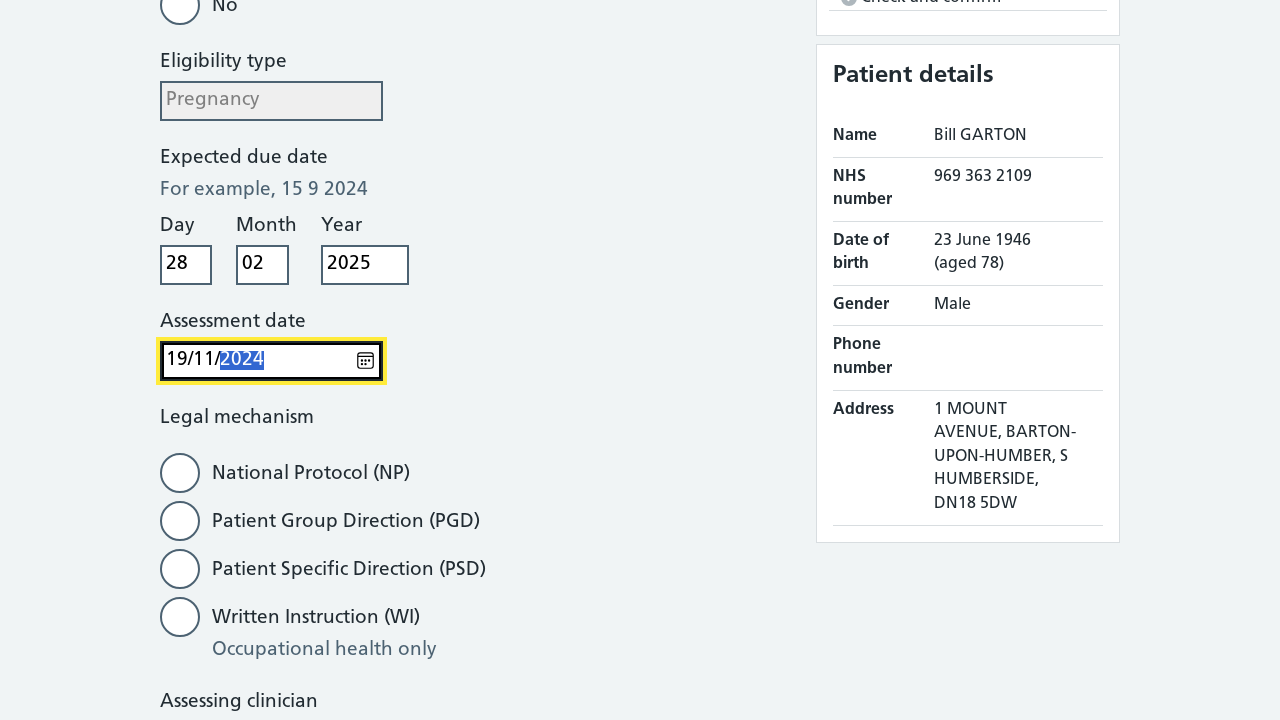 No
Eligibility type
Pregnancy
Expected due date
For example, 15 9 2024
Day Month Year
28 02 2025
Assessment date
19/11/2024
Legal mechanism
National Protocol (NP)
Patient Group Direction (PGD)
Patient Specific Direction (PSD)
Written Instruction (WI)
Occupational health only
Assessing clinician
Check and confirm
Patient details
Name Bill GARTON
NHS number 969 363 2109
Date of birth 23 June 1946 (aged 78)
Gender Male
Phone number
Address 1 MOUNT
AVENUE, BARTON-
UPON-HUMBER, S
HUMBERSIDE,
DN18 5DW